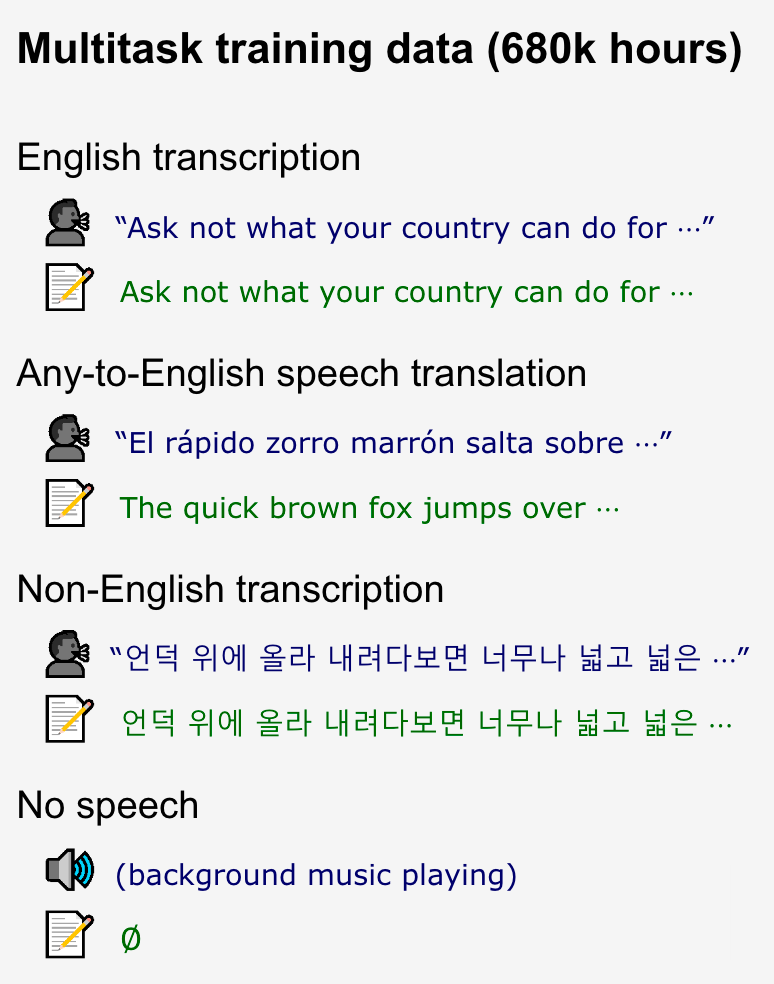 Multitask training data (680k hours)
English transcription
“Ask not what your country can do for ⋯”
Ask not what your country can do for ⋯
Any-to-English speech translation
“El rápido zorro marrón salta sobre ⋯”
The quick brown fox jumps over ⋯
Non-English transcription
“언덕 위에 올라 내려다보면 너무나 넓고 넓은 ⋯”
언덕 위에 올라 내려다보면 너무나 넓고 넓은 ⋯
No speech
(background music playing)
∅